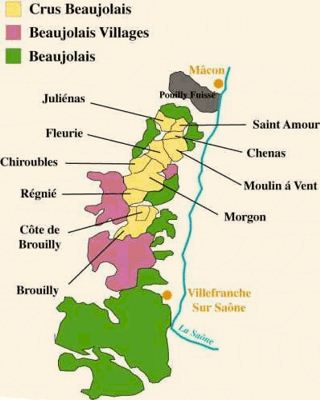 Crus Beaujolais
Beaujolais Villages
Beaujolais
Mâcon
Pouilly Fuissé
Juliénas
Saint Amour
Fleurie
Chenas
Chiroubles
Moulin á Vent
Régnié
Morgon
Côte de
Brouilly
Brouilly
Villefranche
Sur Saône
La Saône